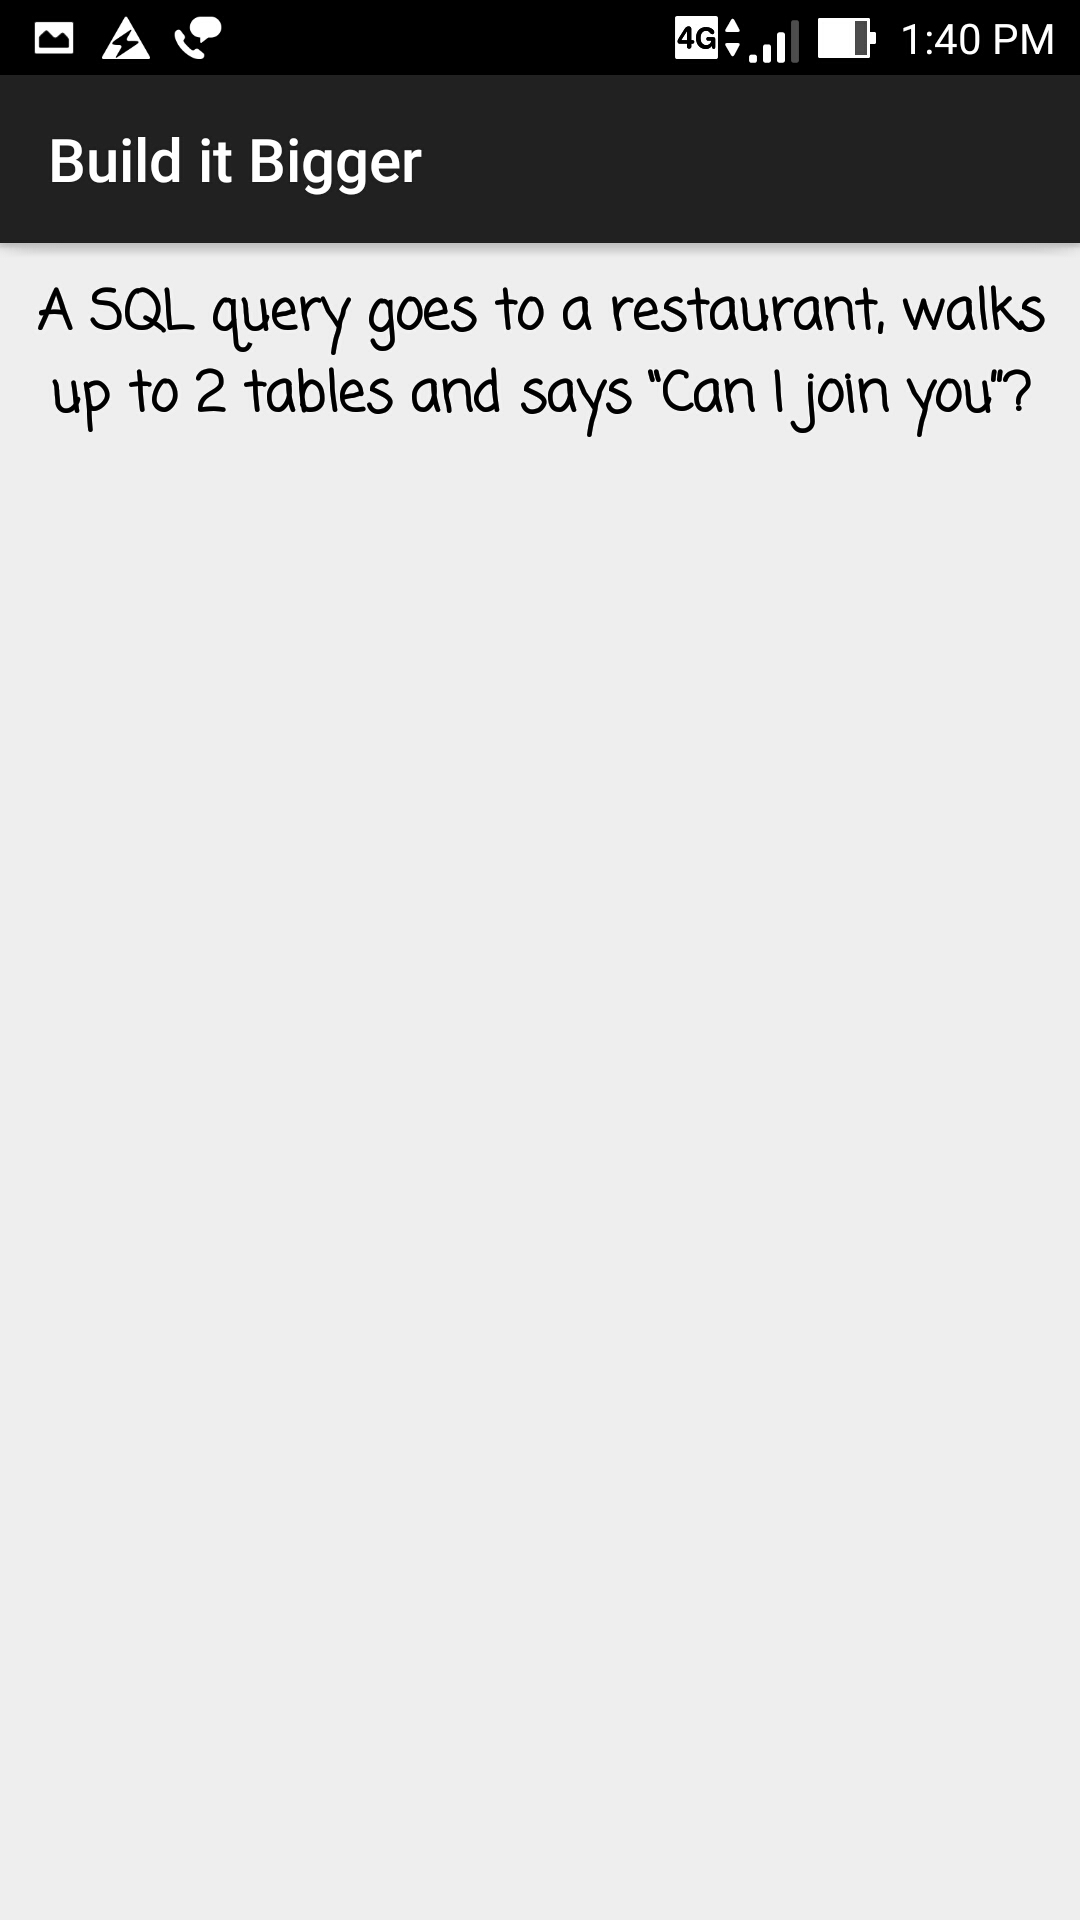 4G 1:40 PM
Build it Bigger
A SQL query goes to a restaurant, walks
up to 2 tables and says "Can I join you"?